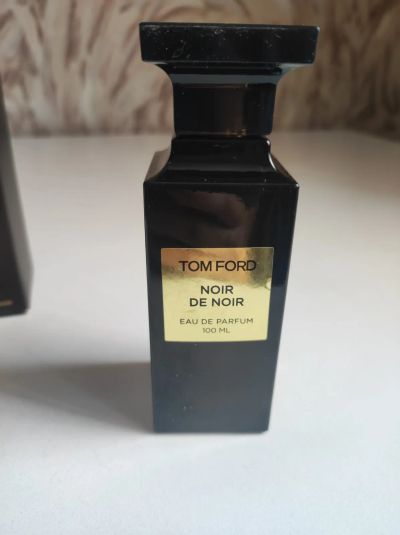 TOM FORD
NOIR
DE NOIR
EAU DE PARFUM
100 ML